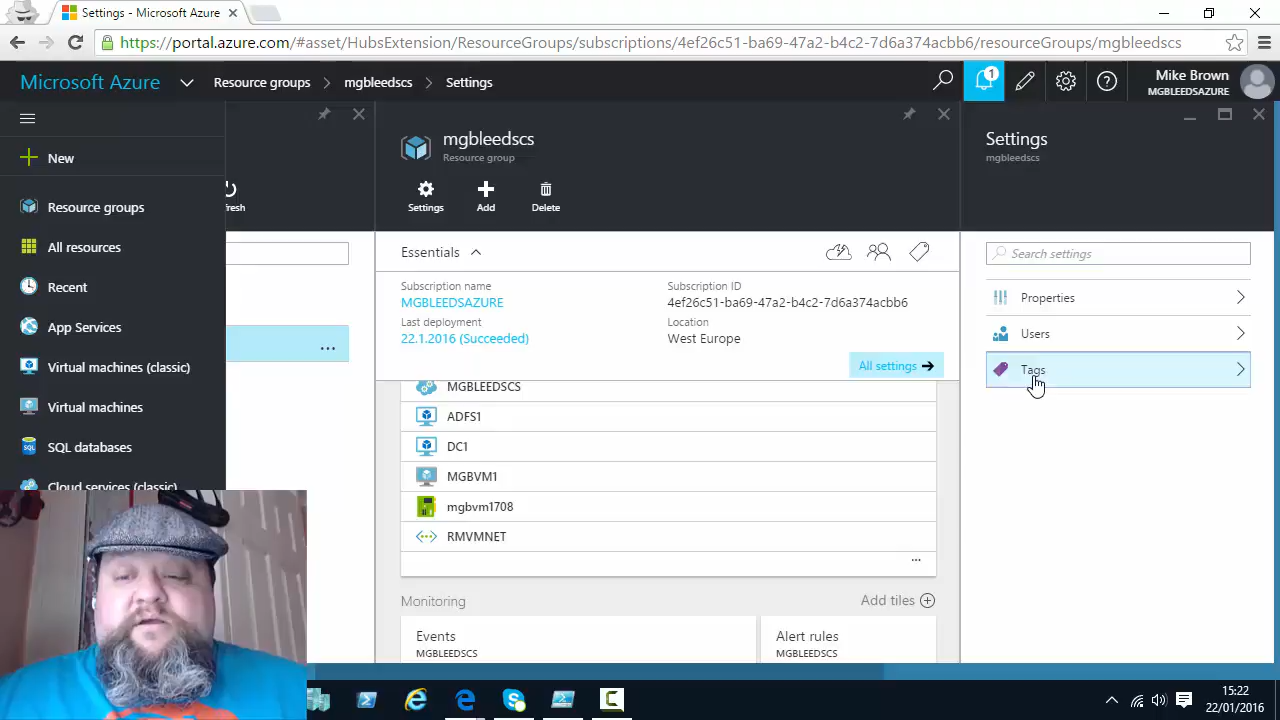 Settings - Microsoft Azure
https://portal.azure.com/#asset/HubsExtension/ResourceGroups/subscriptions/4ef26c51-ba69-47a2-b4c2-7d6a374acbb6/resourceGroups/mgbleedscs
Microsoft Azure
Resource groups
mgbleedscs
Settings
1
Mike Brown
MGBLEEDSAZURE
New
Resource groups
All resources
Recent
App Services
Virtual machines (classic)
Virtual machines
SQL databases
Cloud services (classic)
fresh
...
mgbleedscs
Resource group
Settings
Add
Delete
Essentials
Subscription name
MGBLEEDSAZURE
Last deployment
22.1.2016 (Succeeded)
Subscription ID
4ef26c51-ba69-47a2-b4c2-7d6a374acbb6
Location
West Europe
All settings
MGBLEEDSCS
ADFS1
DC1
MGBVM1
mgbvm1708
RMVMNET
...
Monitoring
Add tiles
Events
MGBLEEDSCS
Alert rules
MGBLEEDSCS
Settings
mgbleedscs
Search settings
Properties
Users
Tags
15:22
22/01/2016